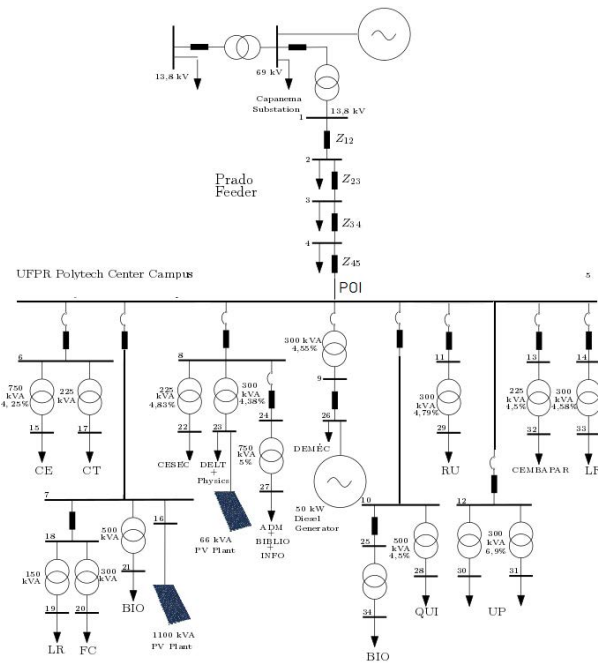 13,8 kV
69 kV
Capanema
Substation
13,8 kV
1
Z12
2
Prado
Feeder
Z23
3
Z34
4
Z45
UFPR Polytech Center Campus
5
POI
6
750
kVA
4, 25%
225
kVA
15
17
CE
CT
8
225
kVA
4,83%
300
kVA
4,38%
22
23
CESEC
DELT
+
Physics
24
750
kVA
5%
27
ADM
+
BIBLIO
+
INFO
66 kVA
PV Plant
300 kVA
4,55%
9
26
DEMEC
50 kW
Diesel
Generator
11
300
kVA
4,79%
29
RU
13
225
kVA
4,5%
32
CEMBAPAR
14
300
kVA
4,58%
33
7
18
150
kVA
300
kVA
19
20
LR
FC
500
kVA
21
BIO
16
1100 kVA
PV Plant
10
25
34
BIO
500
kVA
4,5%
28
QUI
12
300
kVA
6,9%
30
31
UP